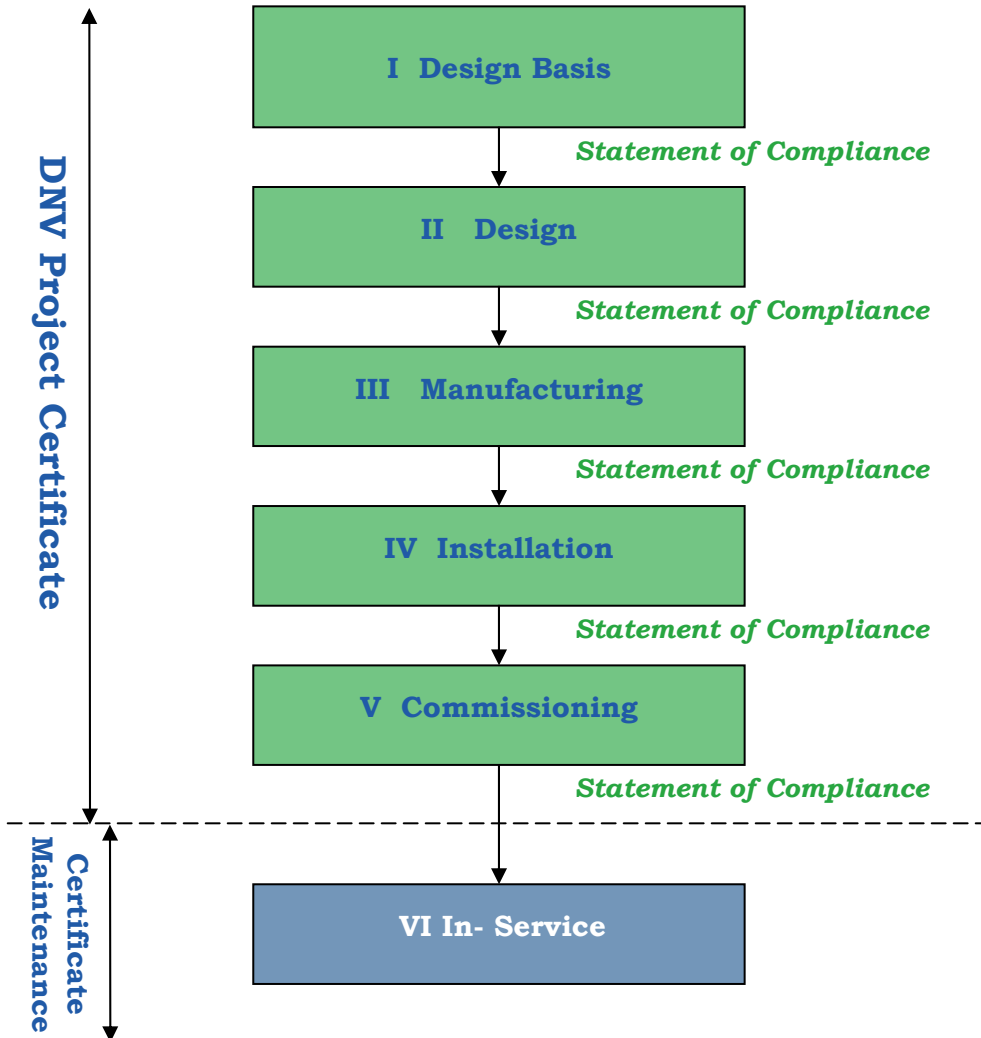 DNV Project Certificate
I Design Basis
Statement of Compliance
II Design
Statement of Compliance
III Manufacturing
Statement of Compliance
IV Installation
Statement of Compliance
V Commissioning
Statement of Compliance
Certificate
Maintenance
VI In- Service